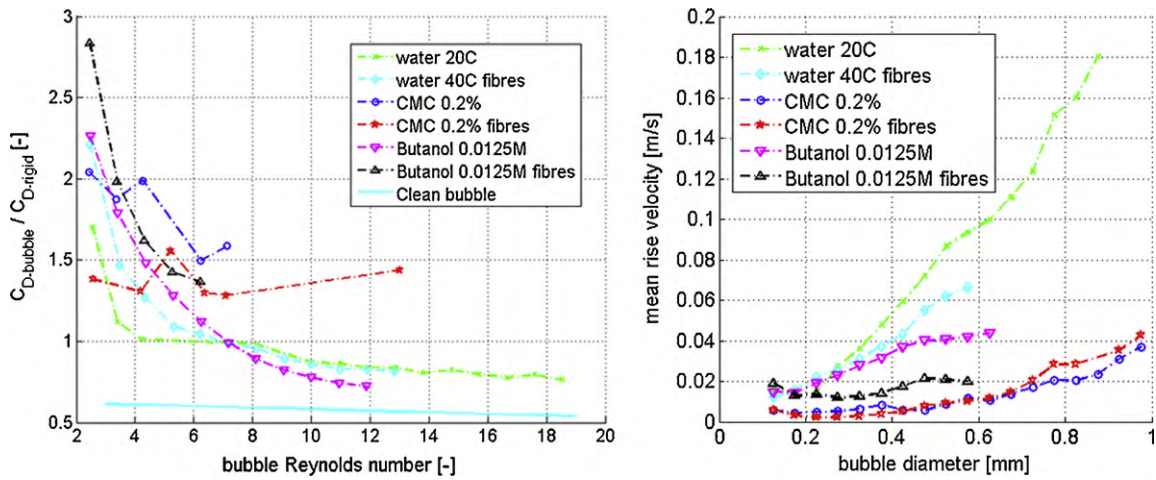 C_D-bubble / C_D-rigid [-]
3
2.5
2
1.5
1
0.5
2 4 6 8 10 12 14 16 18 20
bubble Reynolds number [-]
water 20C
water 40C fibres
CMC 0.2%
CMC 0.2% fibres
Butanol 0.0125M
Butanol 0.0125M fibres
Clean bubble
mean rise velocity [m/s]
0.2
0.18
0.16
0.14
0.12
0.1
0.08
0.06
0.04
0.02
0
0 0.2 0.4 0.6 0.8 1
bubble diameter [mm]
water 20C
water 40C fibres
CMC 0.2%
CMC 0.2% fibres
Butanol 0.0125M
Butanol 0.0125M fibres